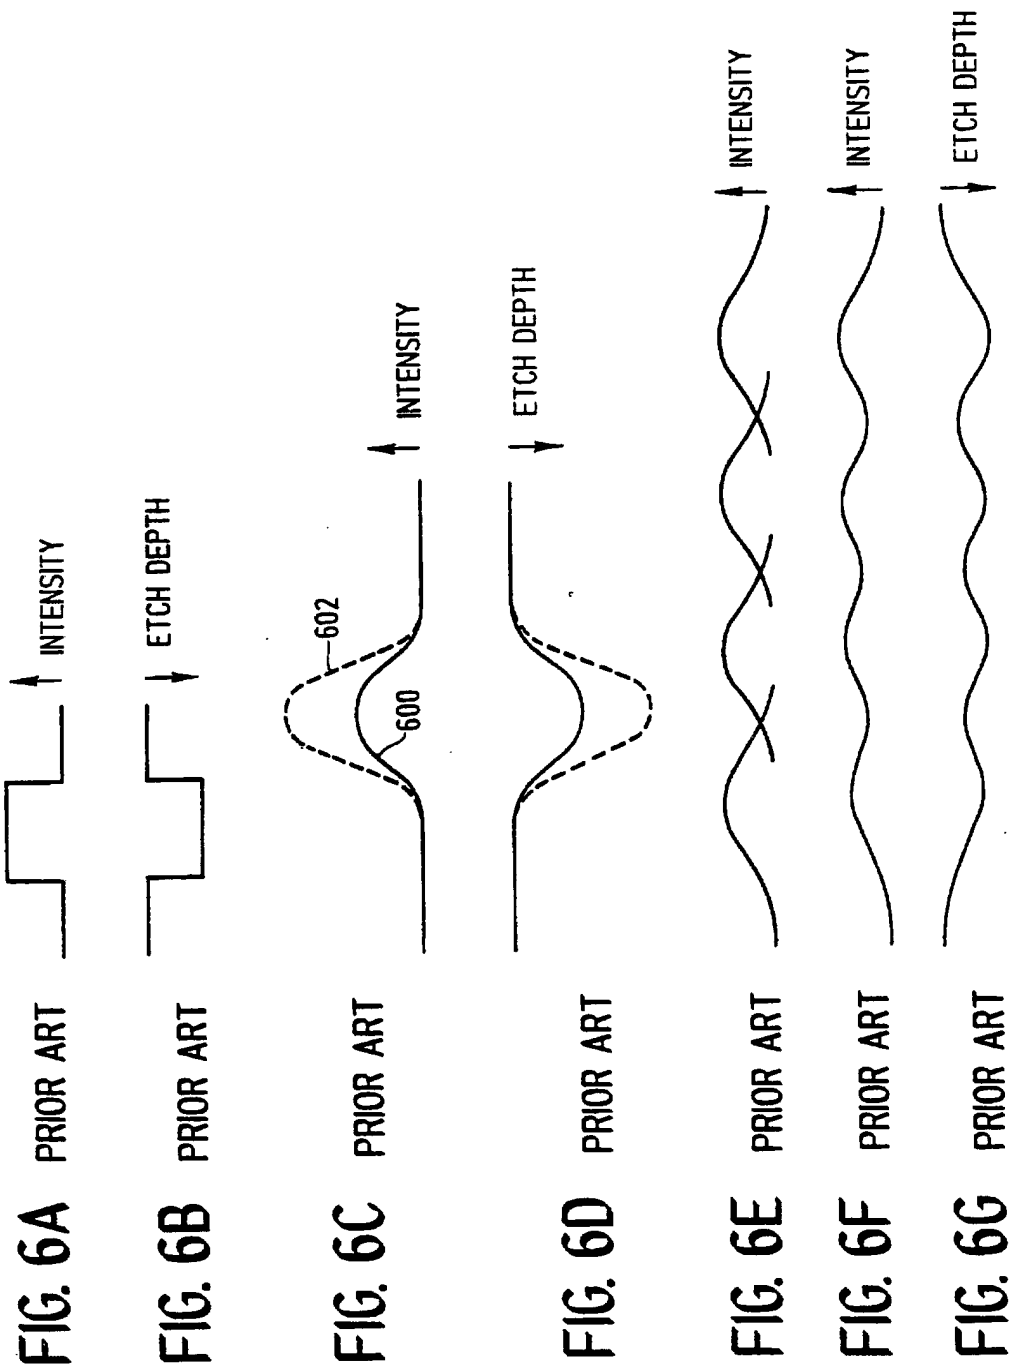 FIG. 6A PRIOR ART INTENSITY
FIG. 6B PRIOR ART ETCH DEPTH
FIG. 6C PRIOR ART INTENSITY
600
602
FIG. 6D PRIOR ART ETCH DEPTH
FIG. 6E PRIOR ART INTENSITY
FIG. 6F PRIOR ART INTENSITY
FIG. 6G PRIOR ART ETCH DEPTH